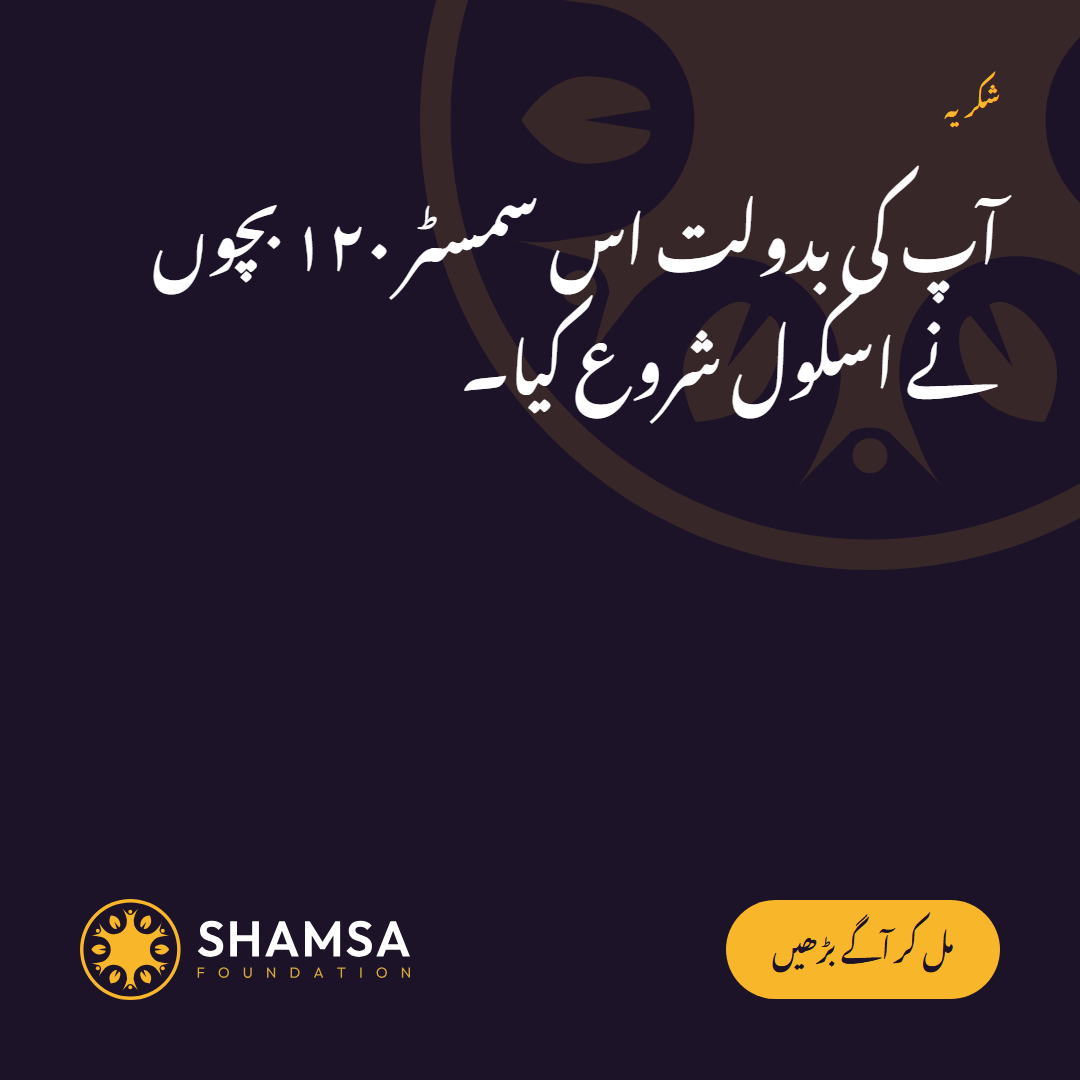 شکریہ
آپ کی بدولت اس سمسٹر ۱۲۰ بچوں
نے اسکول شروع کیا۔
SHAMSA
FOUNDATION
مل کر آگے بڑھیں